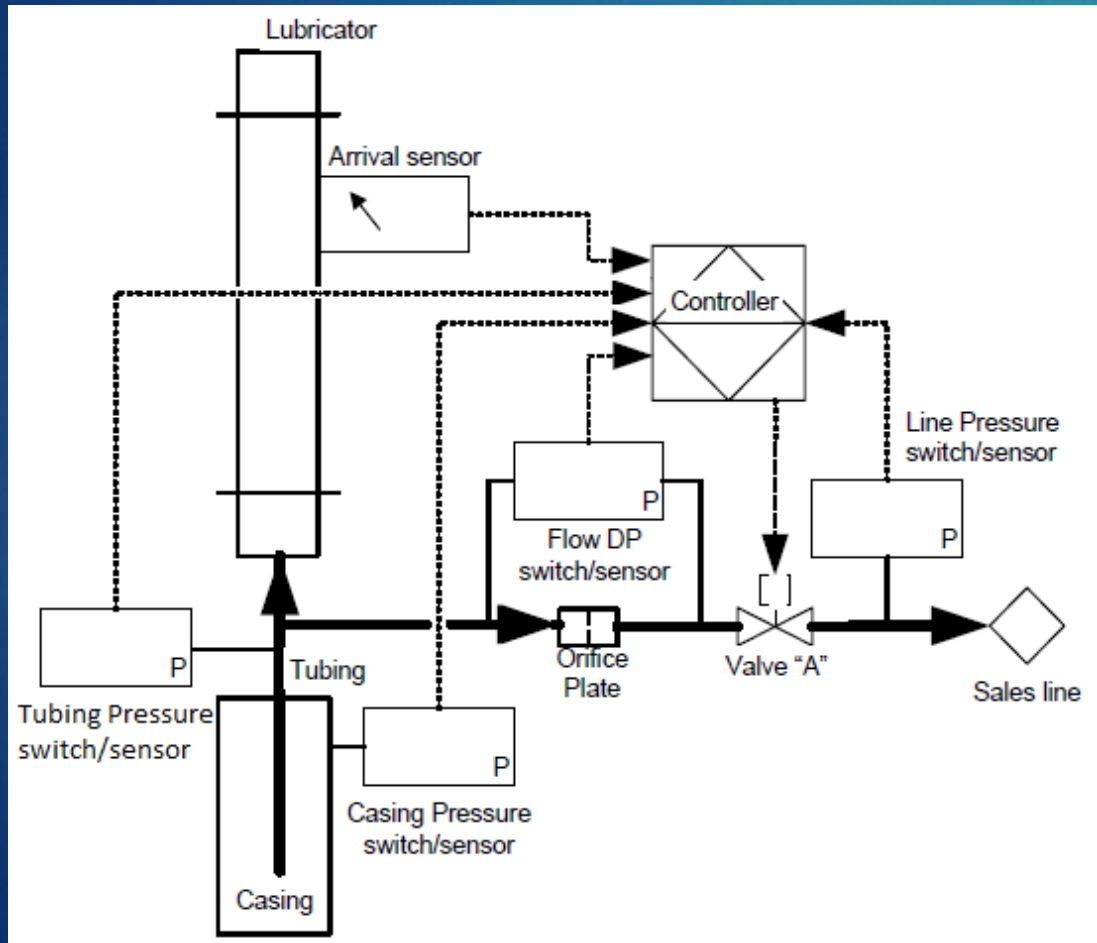 Lubricator
Arrival sensor
Controller
Line Pressure
switch/sensor
P
P
Flow DP
switch/sensor
P
Tubing
Orifice
Plate
Valve "A"
Sales line
Tubing Pressure
switch/sensor
P
Casing Pressure
switch/sensor
Casing